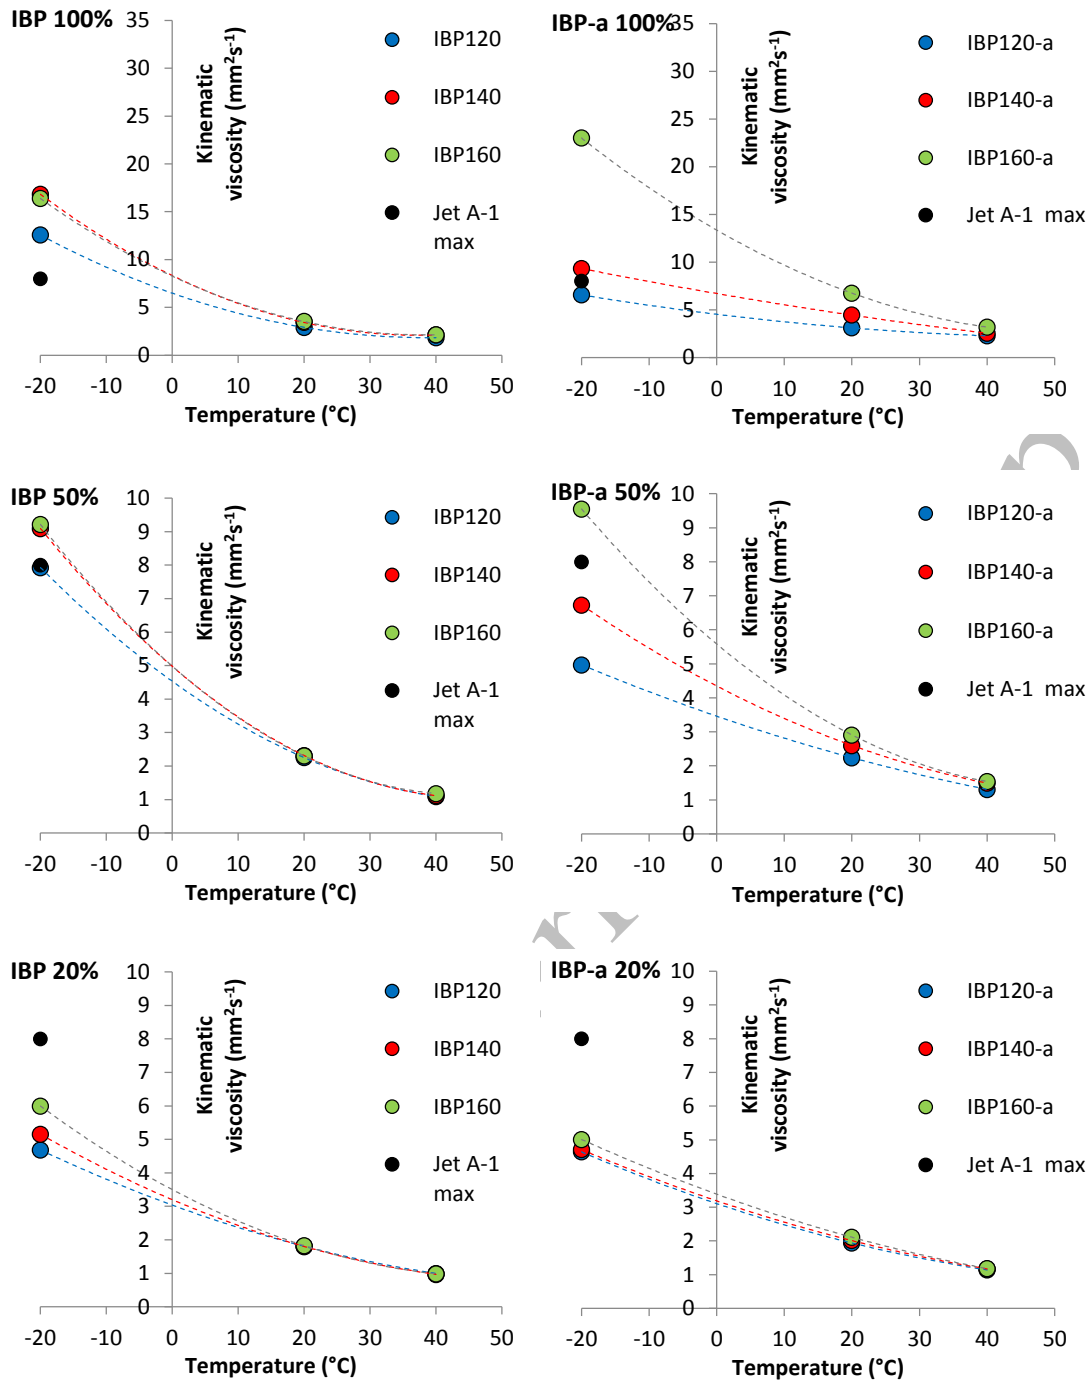 IBP 100%
35
30
25
20
15
10
5
0
-20 -10 0 10 20 30 40 50
Temperature (°C)
Kinematic
viscosity (mm²s⁻¹)
IBP120
IBP140
IBP160
Jet A-1
max
IBP-a 100%
35
30
25
20
15
10
5
0
-20 -10 0 10 20 30 40 50
Temperature (°C)
Kinematic
viscosity (mm²s⁻¹)
IBP120-a
IBP140-a
IBP160-a
Jet A-1 max
IBP 50%
10
9
8
7
6
5
4
3
2
1
0
-20 -10 0 10 20 30 40 50
Temperature (°C)
Kinematic
viscosity (mm²s⁻¹)
IBP120
IBP140
IBP160
Jet A-1
max
IBP-a 50%
10
9
8
7
6
5
4
3
2
1
0
-20 -10 0 10 20 30 40 50
Temperature (°C)
Kinematic
viscosity (mm²s⁻¹)
IBP120-a
IBP140-a
IBP160-a
Jet A-1 max
IBP 20%
10
9
8
7
6
5
4
3
2
1
0
-20 -10 0 10 20 30 40 50
Temperature (°C)
Kinematic
viscosity (mm²s⁻¹)
IBP120
IBP140
IBP160
Jet A-1
max
IBP-a 20%
10
9
8
7
6
5
4
3
2
1
0
-20 -10 0 10 20 30 40 50
Temperature (°C)
Kinematic
viscosity (mm²s⁻¹)
IBP120-a
IBP140-a
IBP160-a
Jet A-1 max